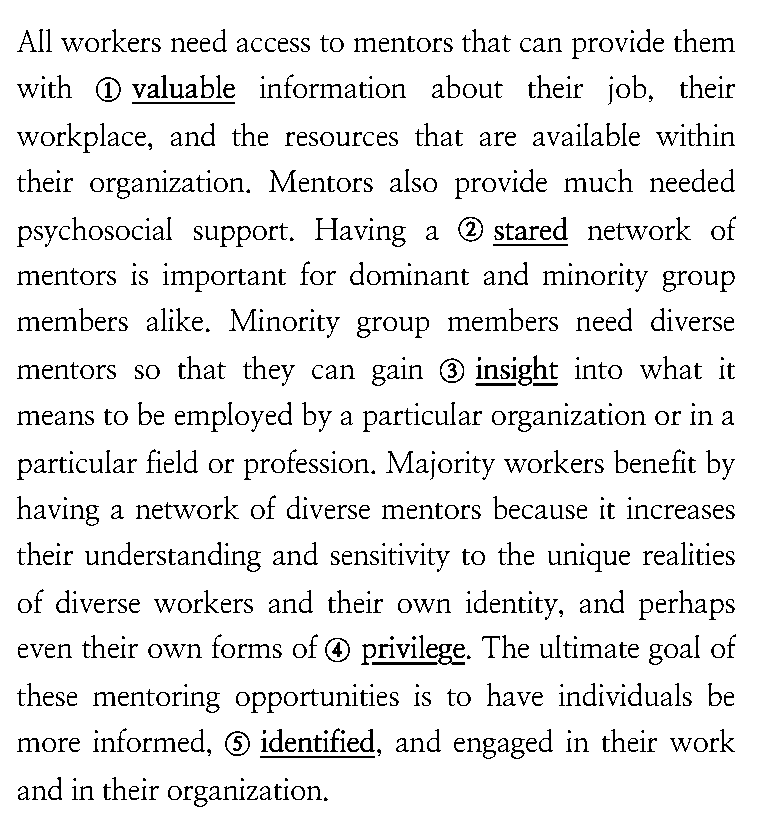 All workers need access to mentors that can provide them
with ① valuable information about their job, their
workplace, and the resources that are available within
their organization. Mentors also provide much needed
psychosocial support. Having a ② stared network of
mentors is important for dominant and minority group
members alike. Minority group members need diverse
mentors so that they can gain ③ insight into what it
means to be employed by a particular organization or in a
particular field or profession. Majority workers benefit by
having a network of diverse mentors because it increases
their understanding and sensitivity to the unique realities
of diverse workers and their own identity, and perhaps
even their own forms of ④ privilege. The ultimate goal of
these mentoring opportunities is to have individuals be
more informed, ⑤ identified, and engaged in their work
and in their organization.